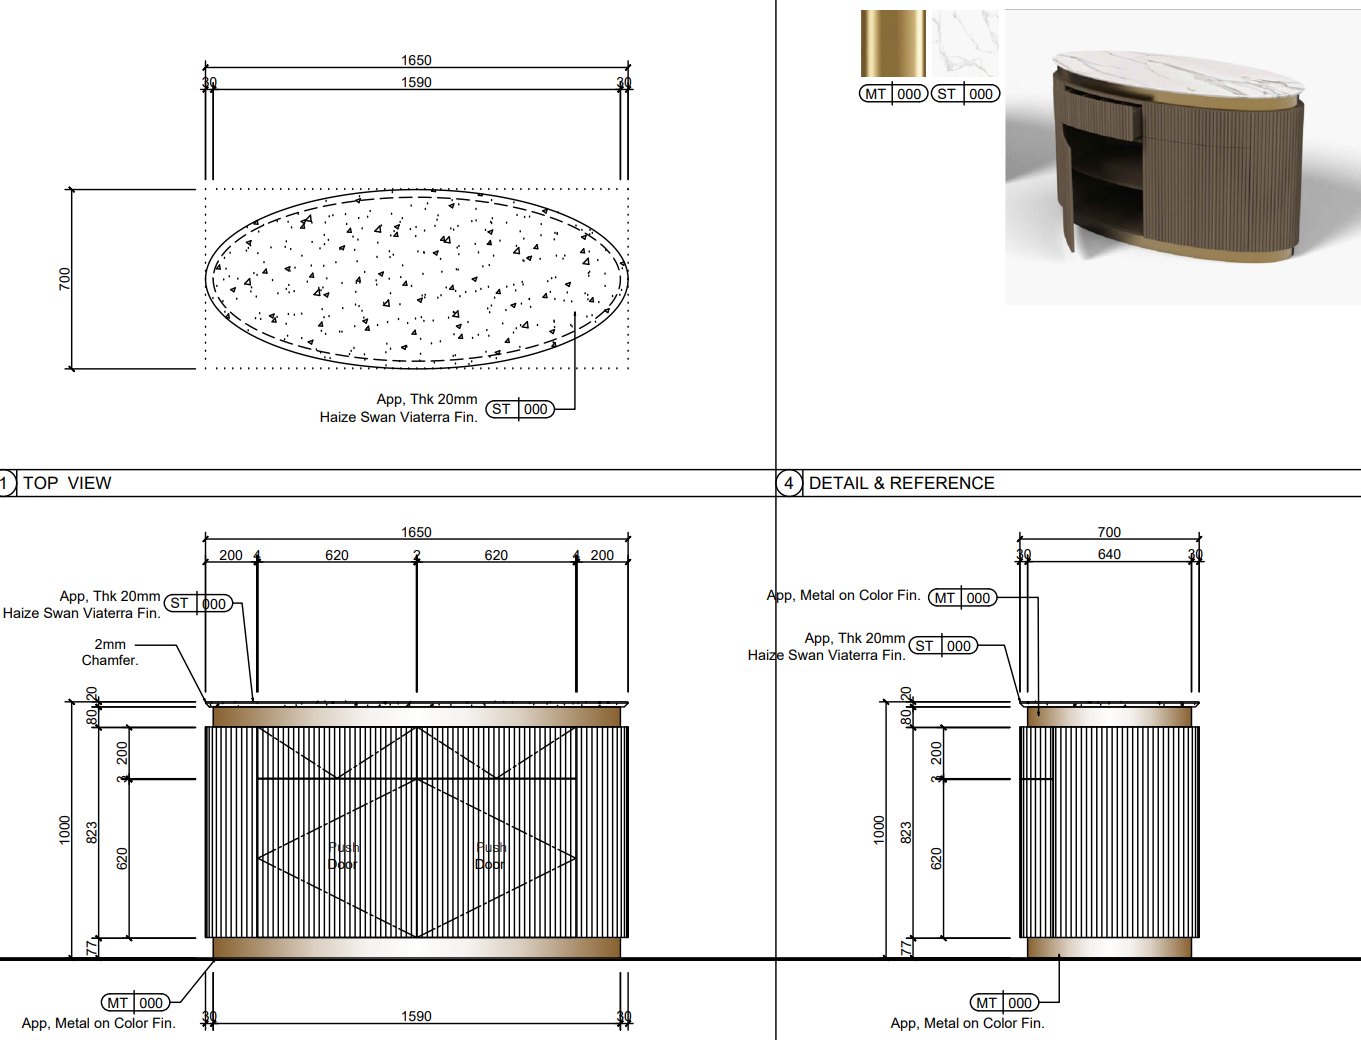 1650
30 1590 30
700
App, Thk 20mm
Haize Swan Viaterra Fin.
ST 000
1 TOP VIEW
MT 000 ST 000
4 DETAIL & REFERENCE
1650
200 4 620 2 620 4 200
App, Thk 20mm
Haize Swan Viaterra Fin.
ST 000
2mm
Chamfer.
20
80
200
1000
823
620
77
Push
Door
Push
Door
MT 000
App, Metal on Color Fin.
30 1590 30
700
30 640 30
App, Metal on Color Fin.
MT 000
App, Thk 20mm
Haize Swan Viaterra Fin.
ST 000
20
80
200
1000
823
620
77
MT 000
App, Metal on Color Fin.